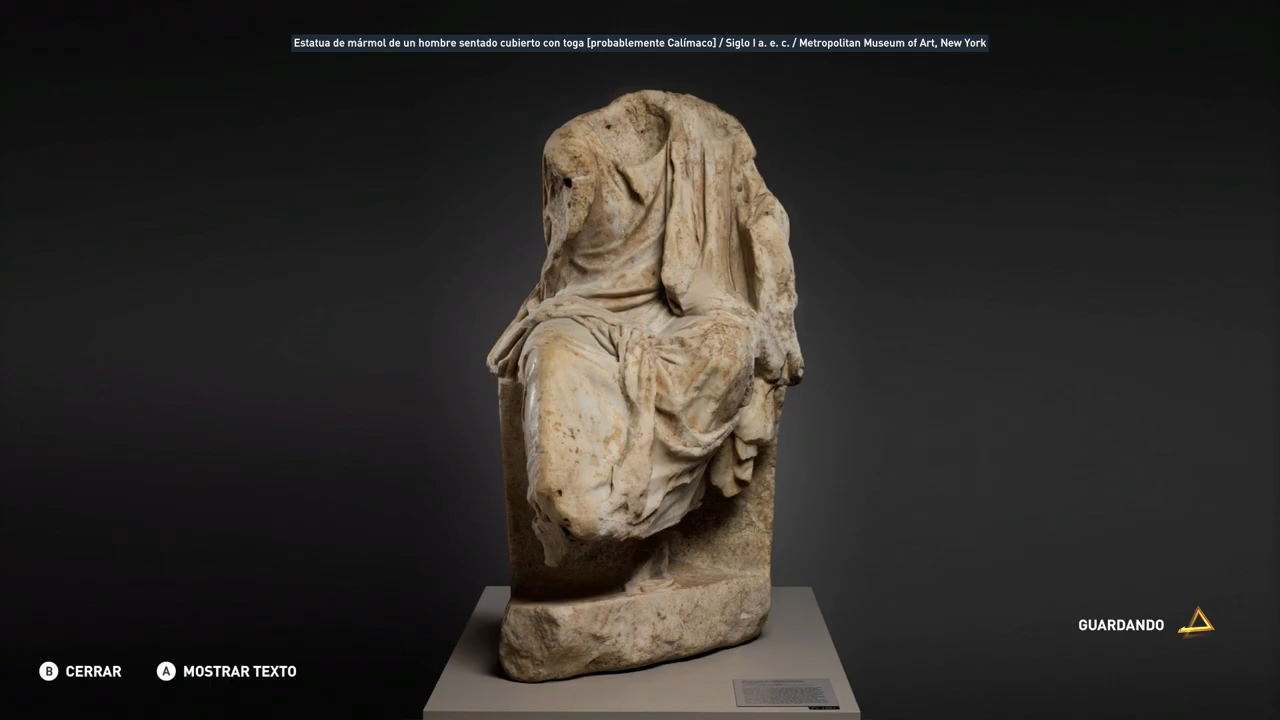 Estatua de mármol de un hombre sentado cubierto con toga [probablemente Calímaco] / Siglo I a. e. c. / Metropolitan Museum of Art, New York
GUARDANDO
B CERRAR A MOSTRAR TEXTO